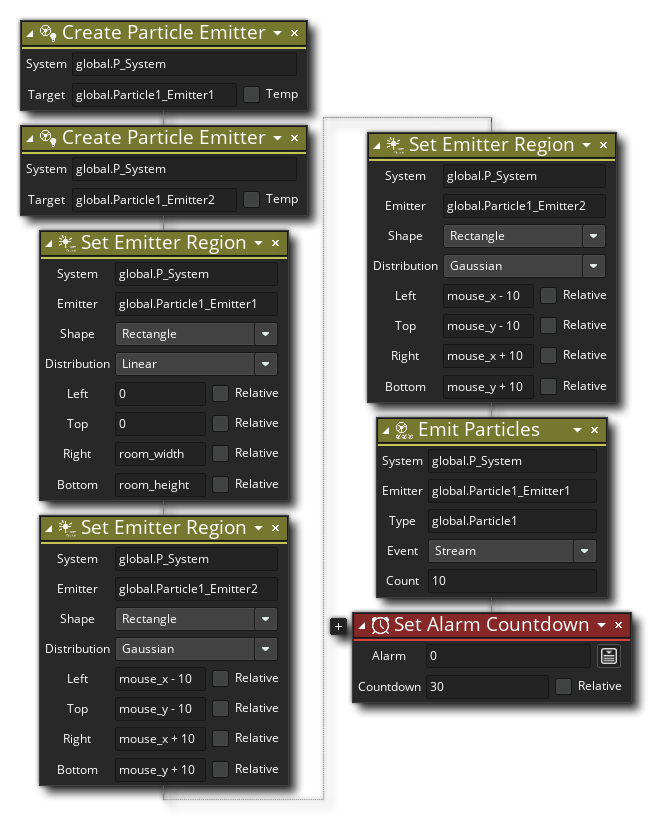 Create Particle Emitter
System global.P_System
Target global.Particle1_Emitter1 Temp
Create Particle Emitter
System global.P_System
Target global.Particle1_Emitter2 Temp
Set Emitter Region
System global.P_System
Emitter global.Particle1_Emitter1
Shape Rectangle
Distribution Linear
Left 0 Relative
Top 0 Relative
Right room_width Relative
Bottom room_height Relative
Set Emitter Region
System global.P_System
Emitter global.Particle1_Emitter2
Shape Rectangle
Distribution Gaussian
Left mouse_x - 10 Relative
Top mouse_y - 10 Relative
Right mouse_x + 10 Relative
Bottom mouse_y + 10 Relative
Set Emitter Region
System global.P_System
Emitter global.Particle1_Emitter2
Shape Rectangle
Distribution Gaussian
Left mouse_x - 10 Relative
Top mouse_y - 10 Relative
Right mouse_x + 10 Relative
Bottom mouse_y + 10 Relative
Emit Particles
System global.P_System
Emitter global.Particle1_Emitter1
Type global.Particle1
Event Stream
Count 10
Set Alarm Countdown
Alarm 0
Countdown 30 Relative